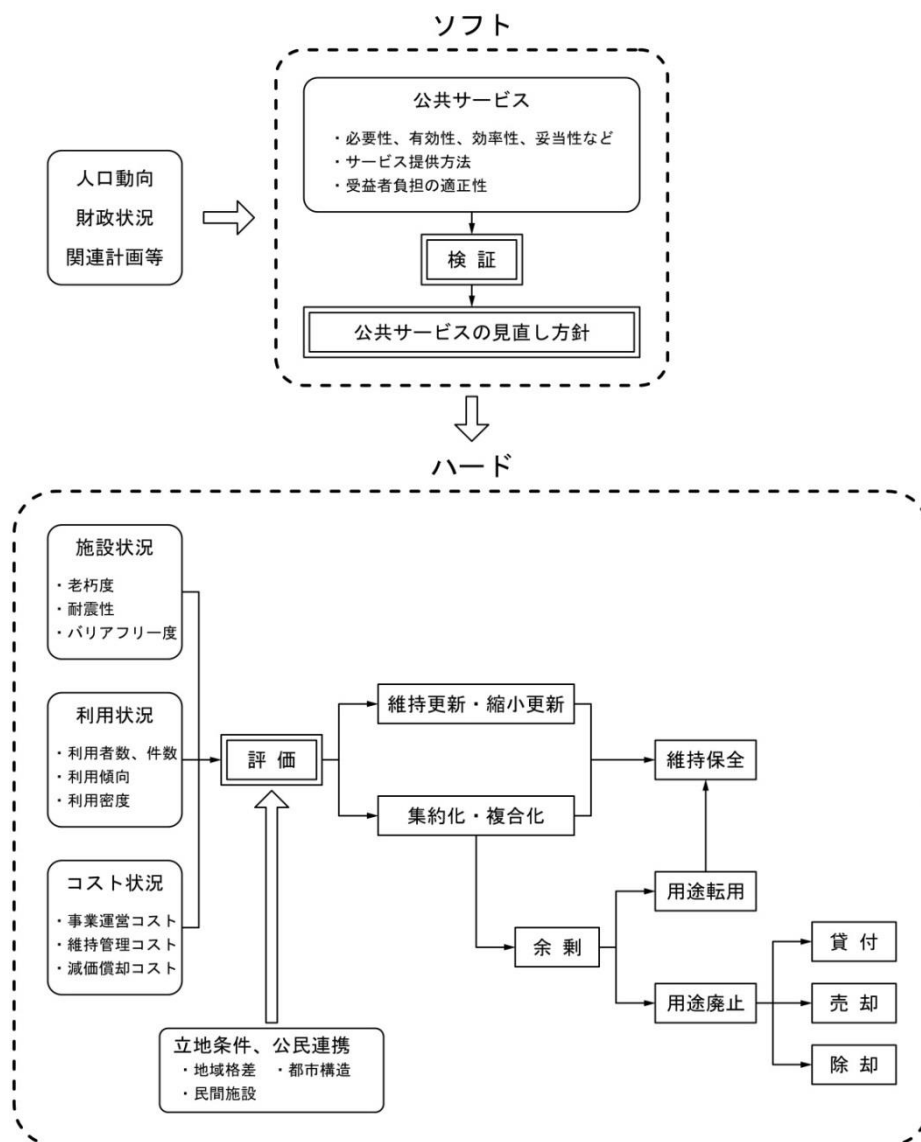 ソフト
公共サービス
・必要性、有効性、効率性、妥当性など
・サービス提供方法
・受益者負担の適正性
人口動向
財政状況
関連計画等
検 証
公共サービスの見直し方針
ハード
施設状況
・老朽度
・耐震性
・バリアフリー度
利用状況
・利用者数、件数
・利用傾向
・利用密度
コスト状況
・事業運営コスト
・維持管理コスト
・減価償却コスト
評 価
立地条件、公民連携
・地域格差 ・都市構造
・民間施設
維持更新・縮小更新
集約化・複合化
維持保全
余 剰
用途転用
用途廃止
貸 付
売 却
除 却